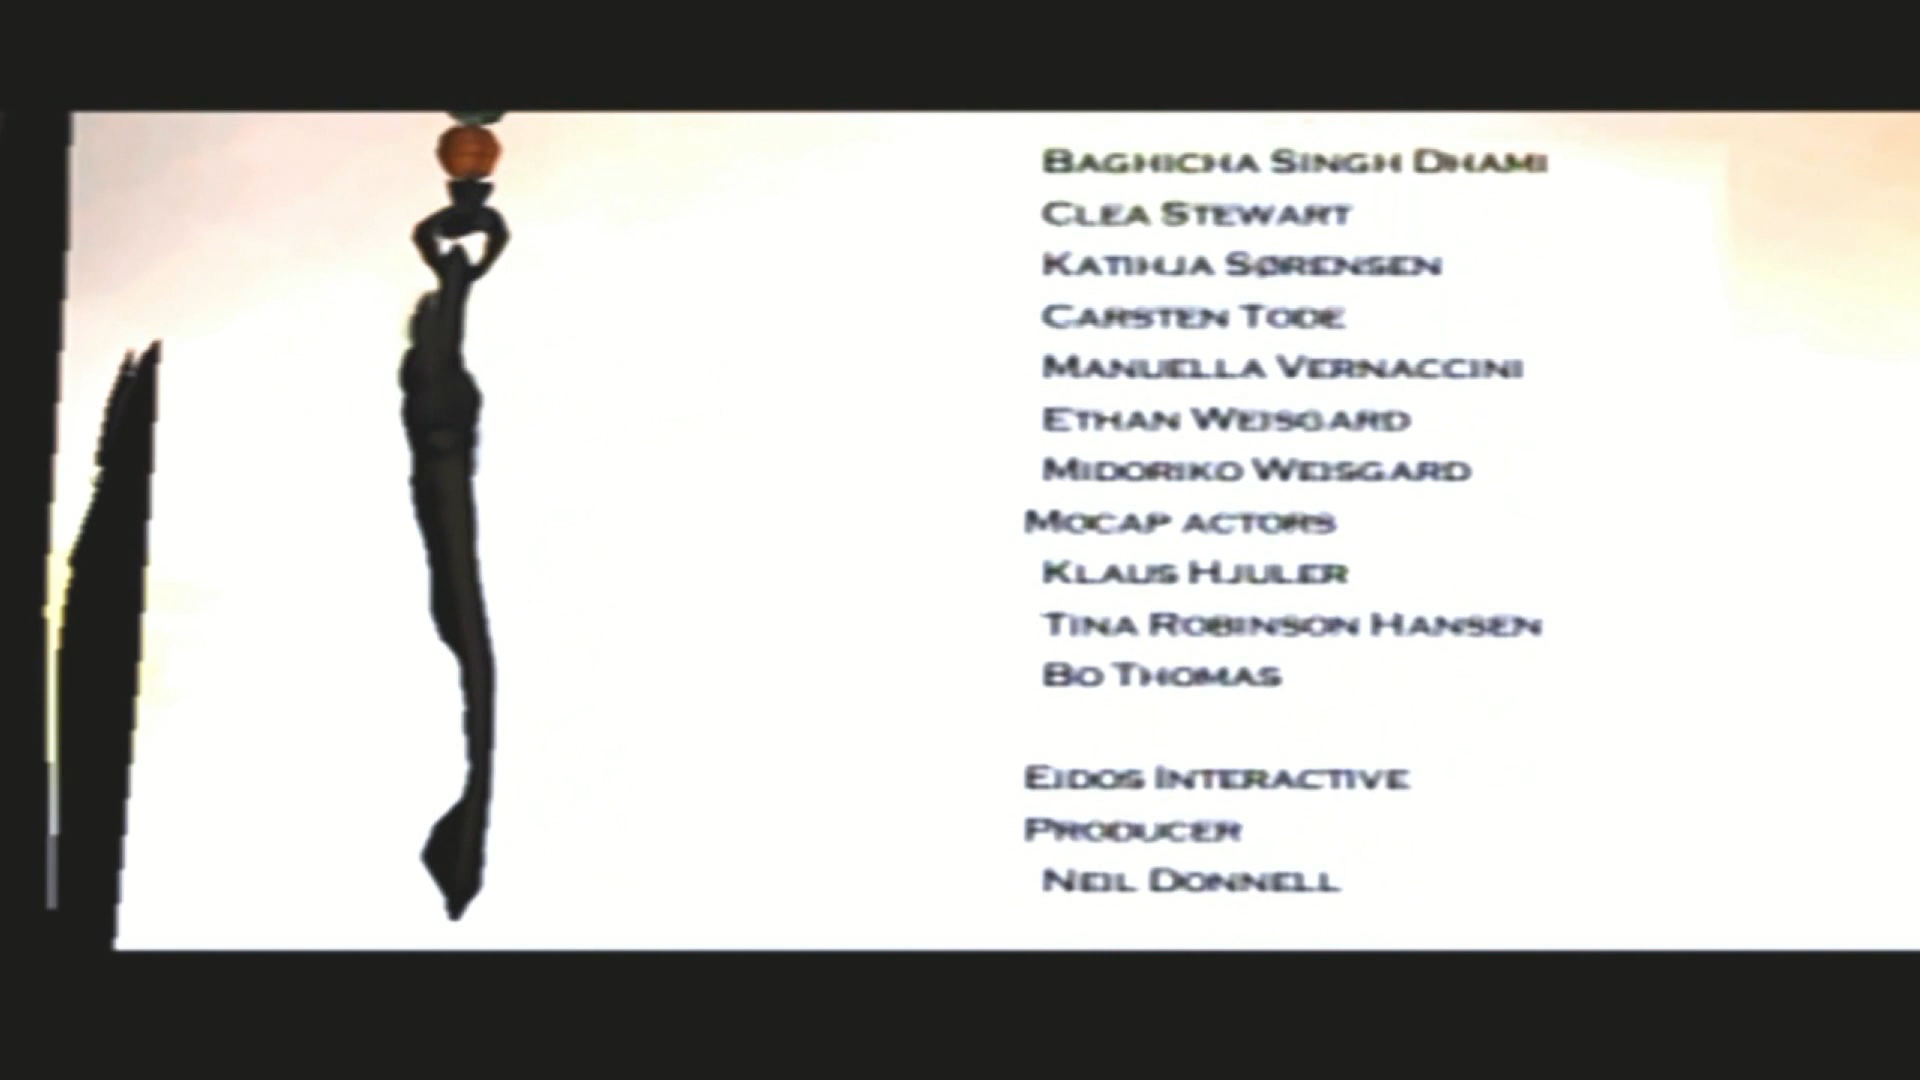 BAGHICHA SINGH DHAMI
CLEA STEWART
KATIHJA SØRENSEN
CARSTEN TODE
MANUELLA VERNACCINI
ETHAN WEISGARD
MIDORIKO WEISGARD
MOCAP ACTORS
KLAUS HJULER
TINA ROBINSON HANSEN
BO THOMAS
EIDOS INTERACTIVE
PRODUCER
NEIL DONNELL